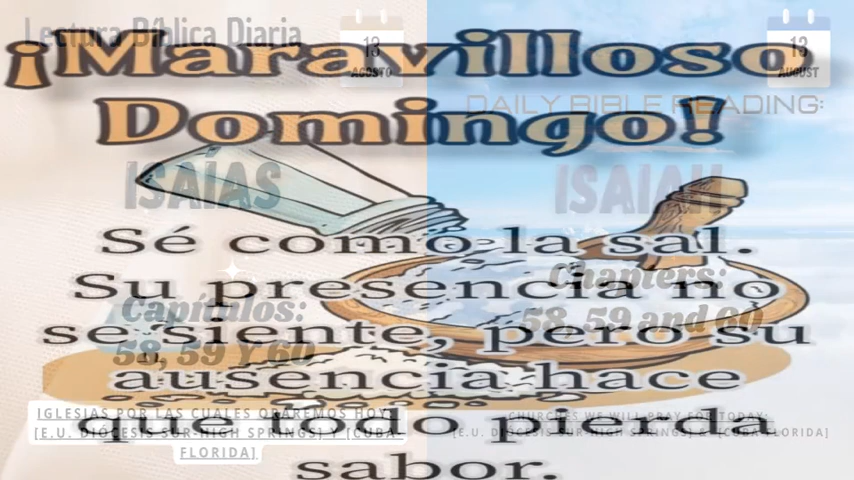 Lectura Bíblica Diaria
13
AGOSTO
13
AUGUST
¡Maravilloso
Domingo!
DAILY BIBLE READING:
ISAÍAS
ISAIAH
Sé como la sal.
Su presencia no
se siente, pero su
ausencia hace
que todo pierda
sabor.
Capítulos:
58, 59 Y 60
Chapters:
58, 59 and 60
IGLESIAS POR LAS CUALES ORAREMOS HOY:
[E.U. DIÓCESIS SUR-HIGH SPRINGS] Y [CUBA-
FLORIDA]
CHURCHES WE WILL PRAY FOR TODAY:
[E.U. DIÓCESIS SUR-HIGH SPRINGS] & [CUBA-FLORIDA]